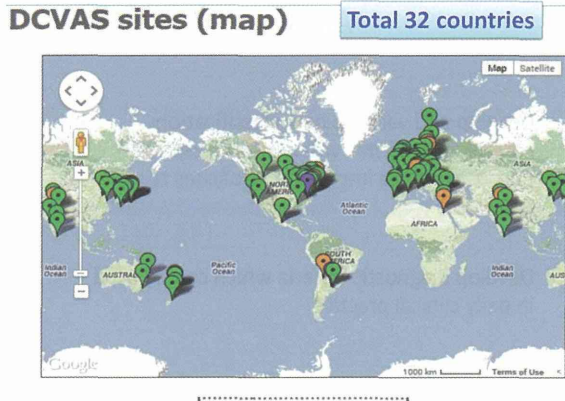 DCVAS sites (map)
Total 32 countries
Map Satellite
ASIA
NORTH AMERICA
Atlantic Ocean
AFRICA
ASIA
Indian Ocean
AUSTRAL
Pacific Ocean
SOUTH AMERICA
Indian Ocean
AUS
Google
1000 km
Terms of Use